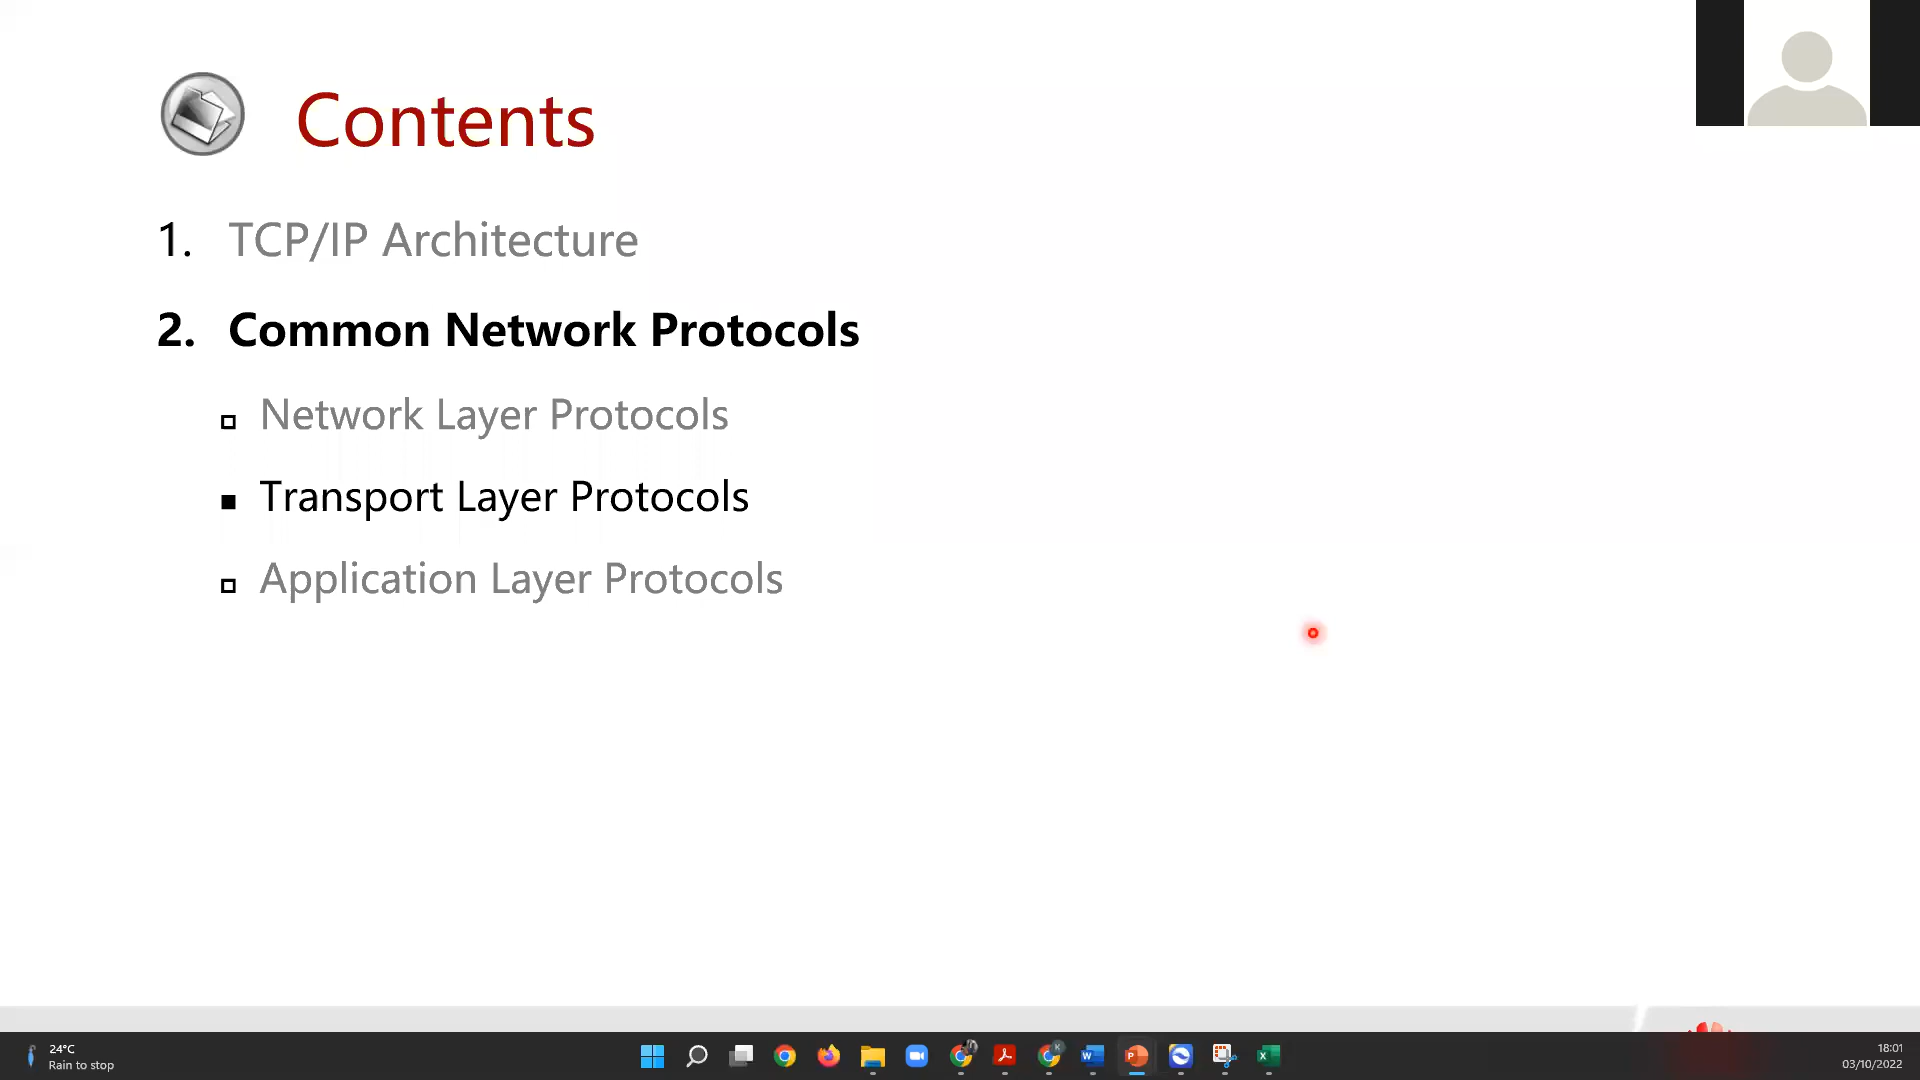 Contents
1. TCP/IP Architecture
2. Common Network Protocols
Network Layer Protocols
Transport Layer Protocols
Application Layer Protocols
24°C
Rain to stop
18:01
03/10/2022